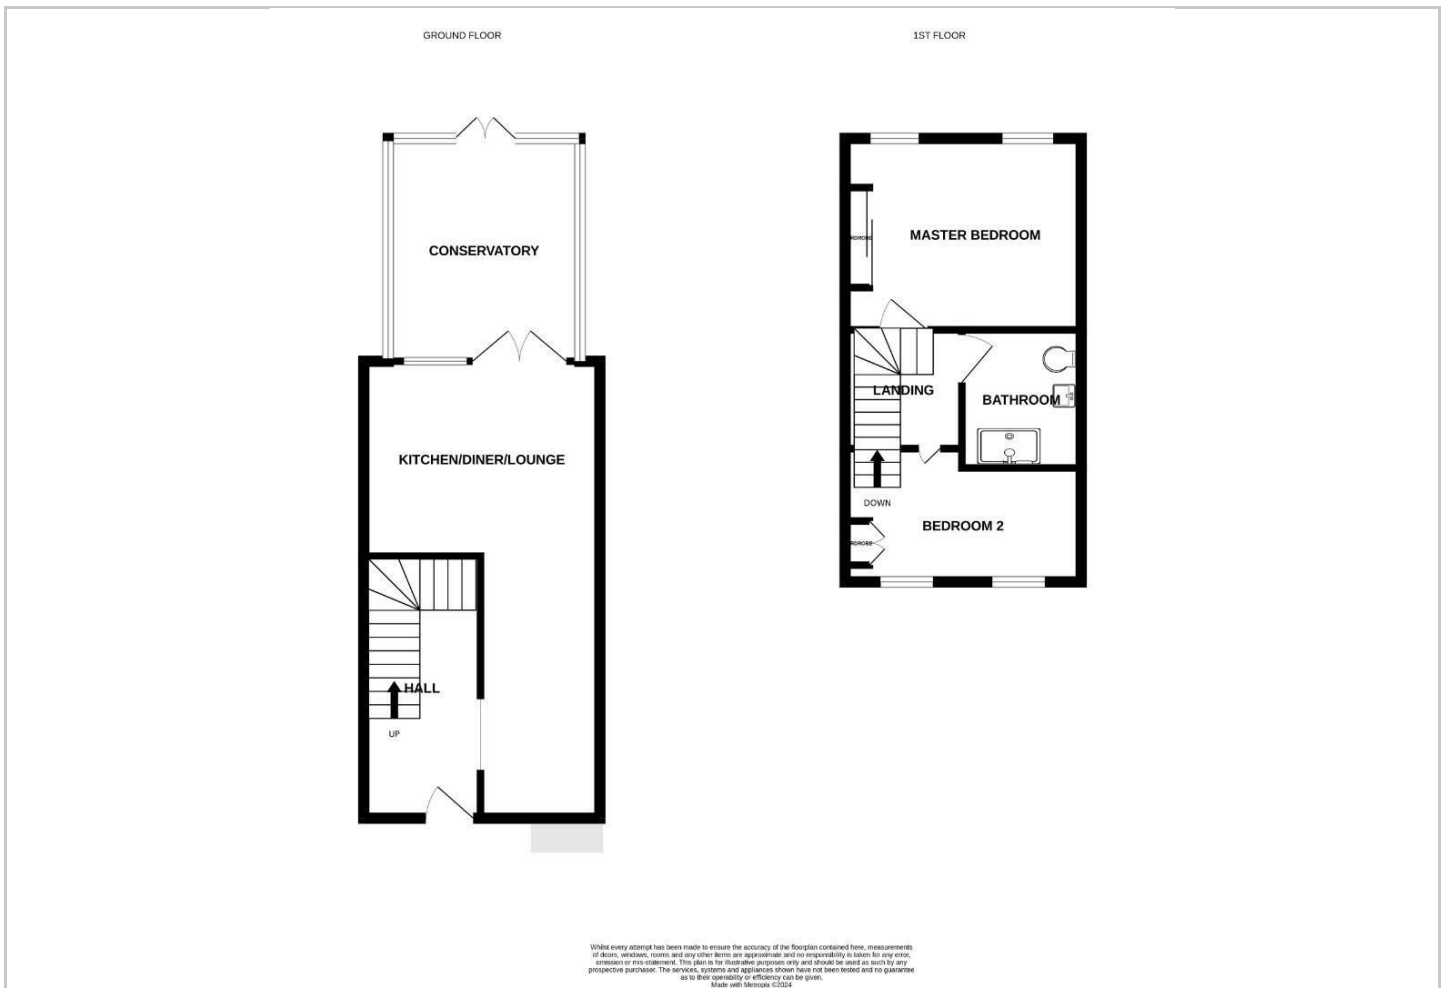 GROUND FLOOR
1ST FLOOR
CONSERVATORY
KITCHEN/DINER/LOUNGE
HALL
UP
MASTER BEDROOM
RDROBE
LANDING
BATHROOM
DOWN
BEDROOM 2
RDROBE
Whilst every attempt has been made to ensure the accuracy of the floorplan contained here, measurements
of doors, windows, rooms and any other items are approximate and no responsibility is taken for any error,
omission or mis-statement. This plan is for illustrative purposes only and should be used as such by any
prospective purchaser. The services, systems and appliances shown have not been tested and no guarantee
as to their operability or efficiency can be given.
Made with Metropix ©2024